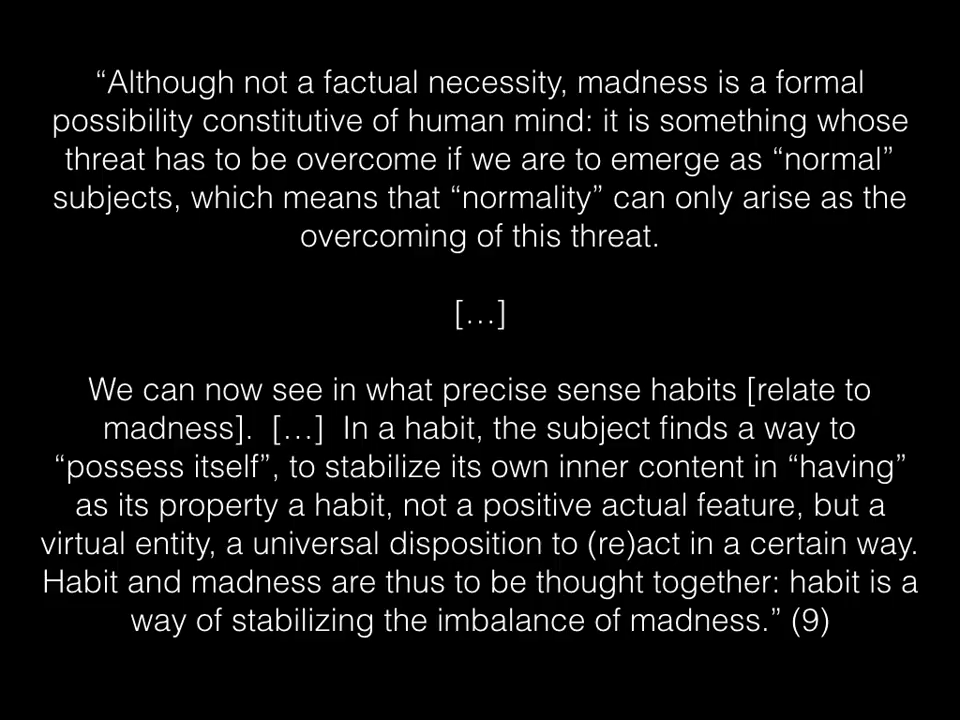 “Although not a factual necessity, madness is a formal
possibility constitutive of human mind: it is something whose
threat has to be overcome if we are to emerge as “normal”
subjects, which means that “normality” can only arise as the
overcoming of this threat.
[…]
We can now see in what precise sense habits [relate to
madness].  […]  In a habit, the subject finds a way to
“possess itself”, to stabilize its own inner content in “having”
as its property a habit, not a positive actual feature, but a
virtual entity, a universal disposition to (re)act in a certain way.
Habit and madness are thus to be thought together: habit is a
way of stabilizing the imbalance of madness.” (9)